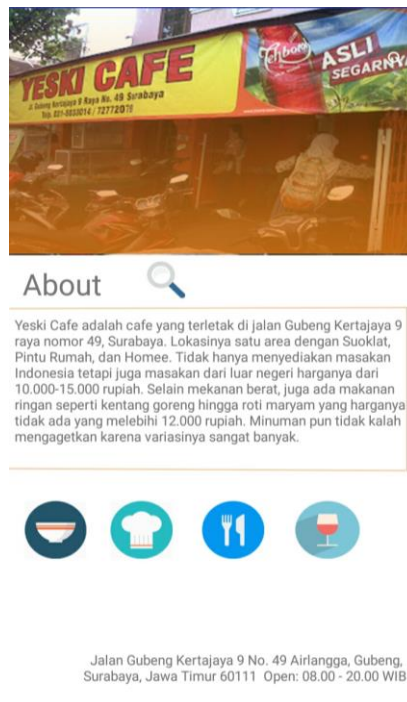 YESKI CAFE
Jl. Gubeng Kertajaya 9 Raya No. 49 Surabaya
Tehbotol
ASLI
SEGARNYA
About
Yeski Cafe adalah cafe yang terletak di jalan Gubeng Kertajaya 9
raya nomor 49, Surabaya. Lokasinya satu area dengan Suoklat,
Pintu Rumah, dan Homee. Tidak hanya menyediakan masakan
Indonesia tetapi juga masakan dari luar negeri harganya dari
10.000-15.000 rupiah. Selain mekanan berat, juga ada makanan
ringan seperti kentang goreng hingga roti maryam yang harganya
tidak ada yang melebihi 12.000 rupiah. Minuman pun tidak kalah
mengagetkan karena variasinya sangat banyak.
Jalan Gubeng Kertajaya 9 No. 49 Airlangga, Gubeng,
Surabaya, Jawa Timur 60111 Open: 08.00 - 20.00 WIB